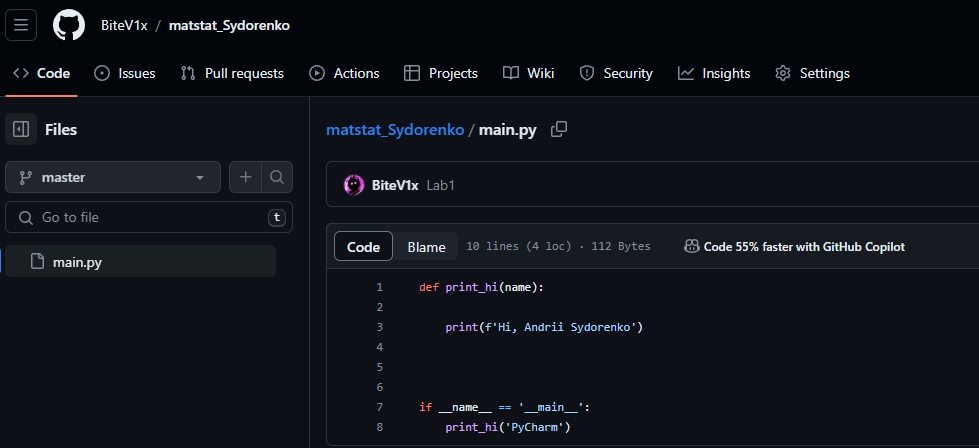 BiteV1x / matstat_Sydorenko
Code Issues Pull requests Actions Projects Wiki Security Insights Settings
Files
master
Go to file t
main.py
matstat_Sydorenko / main.py
BiteV1x Lab1
Code Blame 10 lines (4 loc) · 112 Bytes Code 55% faster with GitHub Copilot
1 def print_hi(name):
2
3 print(f'Hi, Andrii Sydorenko')
4
5
6
7 if __name__ == '__main__':
8 print_hi('PyCharm')